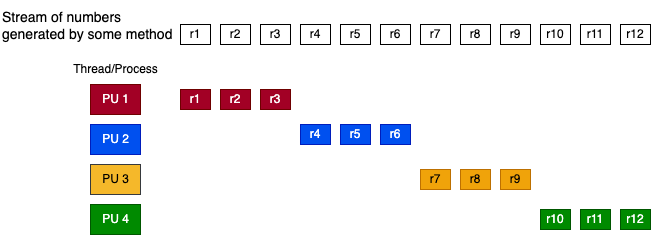 Stream of numbers
generated by some method r1 r2 r3 r4 r5 r6 r7 r8 r9 r10 r11 r12
Thread/Process
PU 1 r1 r2 r3
PU 2 r4 r5 r6
PU 3 r7 r8 r9
PU 4 r10 r11 r12